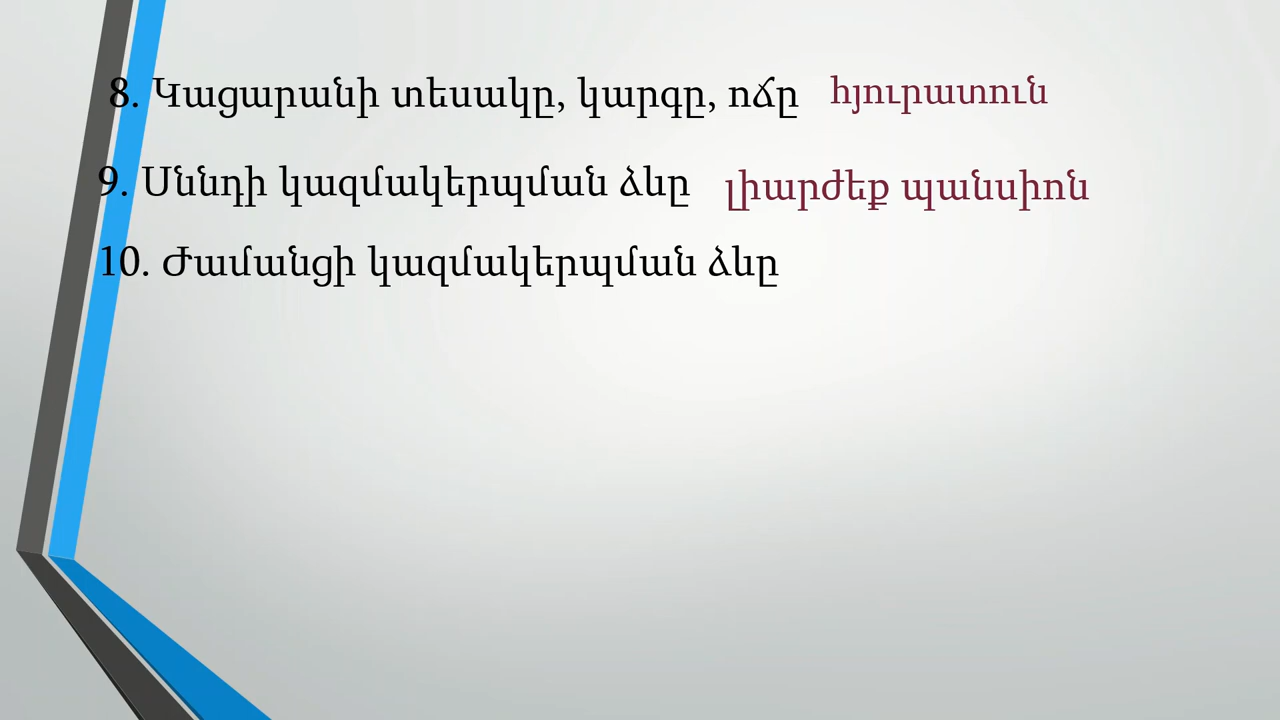 8. Կացարանի տեսակը, կարգը, ոճը հյուրատուն
9. Սննդի կազմակերպման ձևը լիարժեք պանսիոն
10. Ժամանցի կազմակերպման ձևը